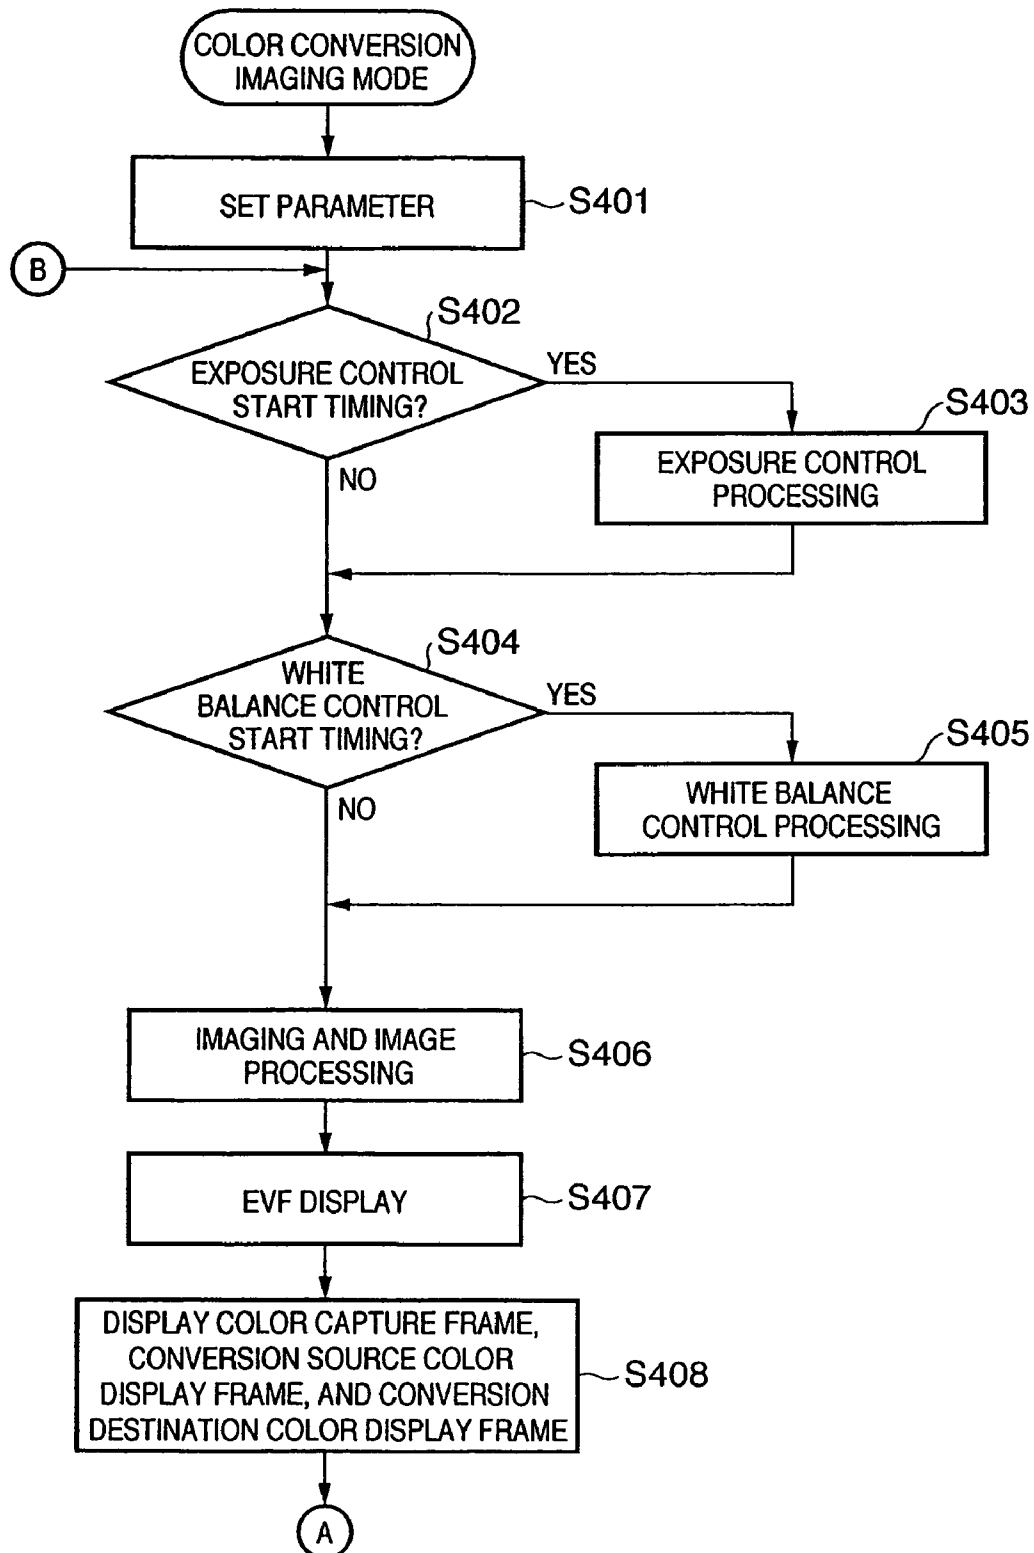 COLOR CONVERSION
IMAGING MODE
SET PARAMETER
S401
B
S402
EXPOSURE CONTROL
START TIMING?
YES
NO
S403
EXPOSURE CONTROL
PROCESSING
S404
WHITE
BALANCE CONTROL
START TIMING?
YES
NO
S405
WHITE BALANCE
CONTROL PROCESSING
IMAGING AND IMAGE
PROCESSING
S406
EVF DISPLAY
S407
DISPLAY COLOR CAPTURE FRAME,
CONVERSION SOURCE COLOR
DISPLAY FRAME, AND CONVERSION
DESTINATION COLOR DISPLAY FRAME
S408
A